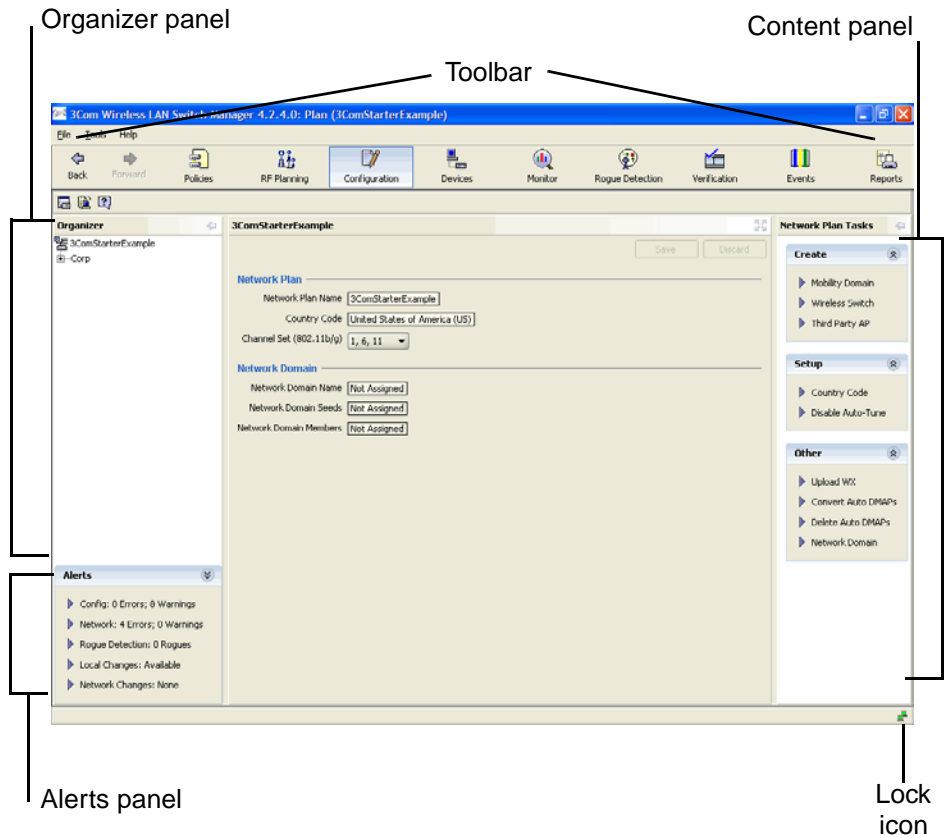 Organizer panel
Content panel
Toolbar
3Com Wireless LAN Switch Manager 4.2.4.0: Plan (3ComStarterExample)
File Tools Help
Back Forward Policies RF Planning Configuration Devices Monitor Rogue Detection Verification Events Reports
Organizer
3ComStarterExample
Corp
3ComStarterExample
Save Discard
Network Plan
Network Plan Name 3ComStarterExample
Country Code United States of America (US)
Channel Set (802.11b/g) 1, 6, 11
Network Domain
Network Domain Name Not Assigned
Network Domain Seeds Not Assigned
Network Domain Members Not Assigned
Network Plan Tasks
Create
Mobility Domain
Wireless Switch
Third Party AP
Setup
Country Code
Disable Auto-Tune
Other
Upload WX
Convert Auto DMAPs
Delete Auto DMAPs
Network Domain
Alerts
Config: 0 Errors; 0 Warnings
Network: 4 Errors; 0 Warnings
Rogue Detection: 0 Rogues
Local Changes: Available
Network Changes: None
Alerts panel
Lock
icon